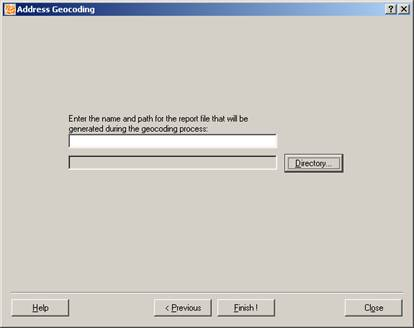 Address Geocoding
Enter the name and path for the report file that will be
generated during the geocoding process:
Directory...
Help
< Previous
Finish !
Close